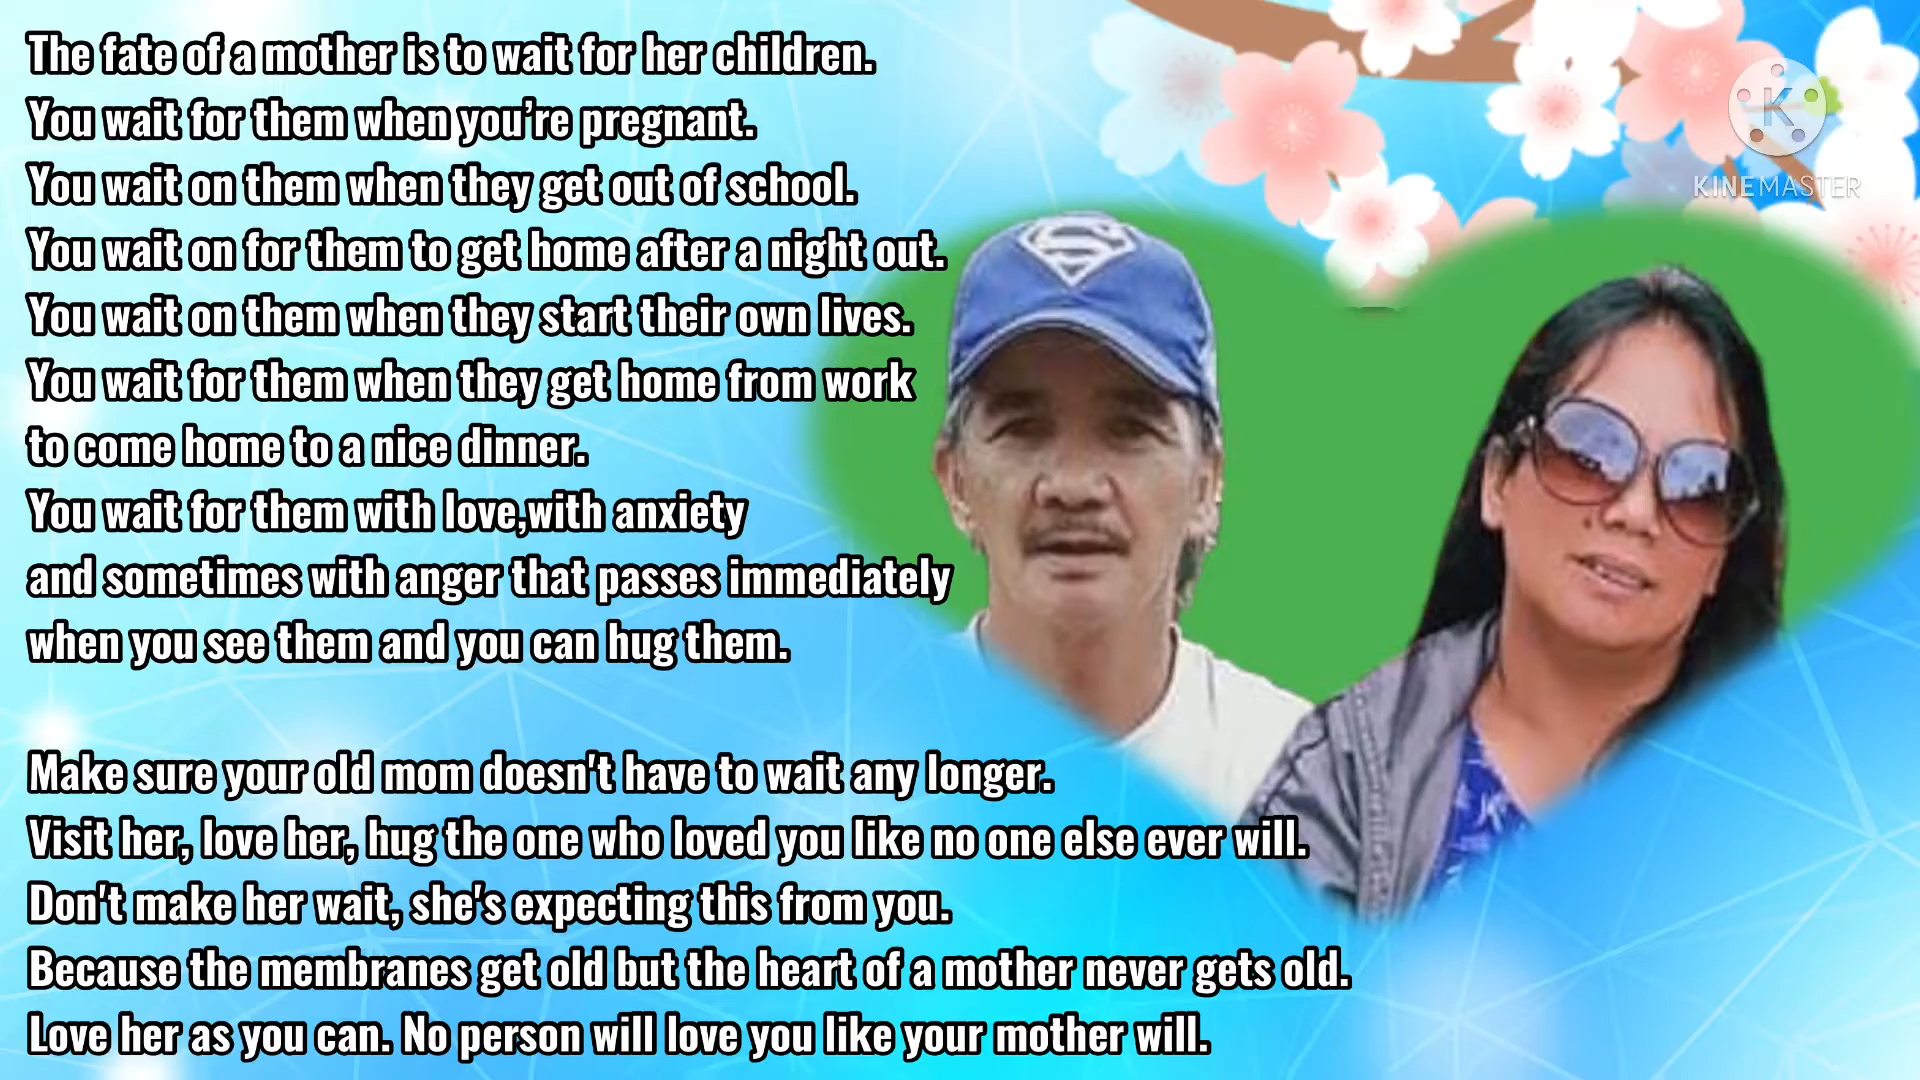 The fate of a mother is to wait for her children.
You wait for them when you're pregnant.
You wait on them when they get out of school.
You wait on for them to get home after a night out.
You wait on them when they start their own lives.
You wait for them when they get home from work
to come home to a nice dinner.
You wait for them with love,with anxiety
and sometimes with anger that passes immediately
when you see them and you can hug them.
Make sure your old mom doesn't have to wait any longer.
Visit her, love her, hug the one who loved you like no one else ever will.
Don't make her wait, she's expecting this from you.
Because the membranes get old but the heart of a mother never gets old.
Love her as you can. No person will love you like your mother will.
K
KINEMASTER
S